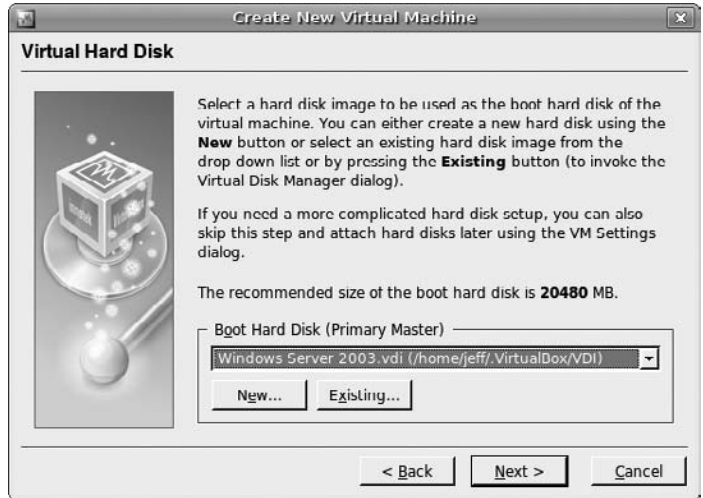 Create New Virtual Machine
Virtual Hard Disk
Select a hard disk image to be used as the boot hard disk of the
virtual machine. You can either create a new hard disk using the
New button or select an existing hard disk image from the
drop down list or by pressing the Existing button (to invoke the
Virtual Disk Manager dialog).
If you need a more complicated hard disk setup, you can also
skip this step and attach hard disks later using the VM Settings
dialog.
The recommended size of the boot hard disk is 20480 MB.
Boot Hard Disk (Primary Master)
Windows Server 2003.vdi (/home/jeff/.VirtualBox/VDI)
New...
Existing...
< Back
Next >
Cancel